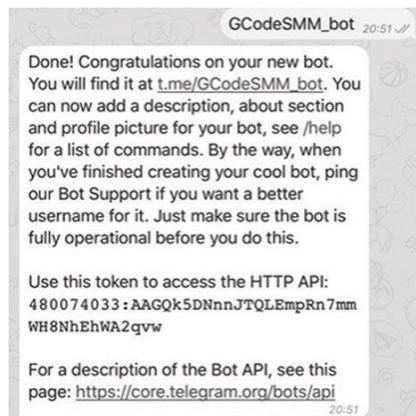 GCodeSMM_bot 20:51
Done! Congratulations on your new bot.
You will find it at t.me/GCodeSMM_bot. You
can now add a description, about section
and profile picture for your bot, see /help
for a list of commands. By the way, when
you've finished creating your cool bot, ping
our Bot Support if you want a better
username for it. Just make sure the bot is
fully operational before you do this.
Use this token to access the HTTP API:
480074033:AAGQk5DNnnJTQLEmpRn7mm
WH8NhEhWA2qvw
For a description of the Bot API, see this
page: https://core.telegram.org/bots/api
20:51